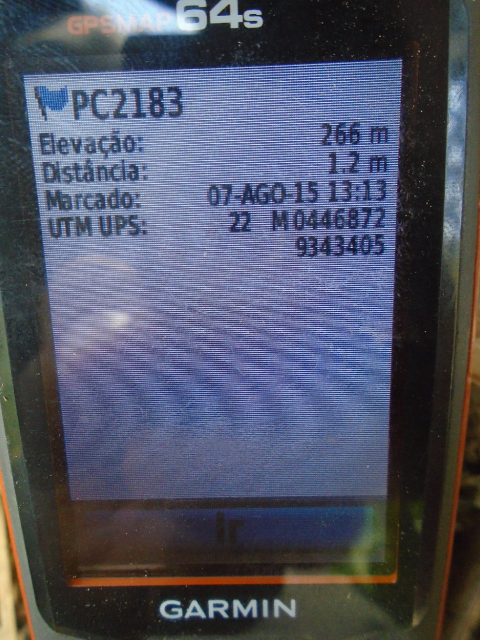 GPSMAP 64s
PC2183
Elevação: 266 m
Distância: 1.2 m
Marcado: 07-AGO-15 13:13
UTM UPS: 22 M 0446872
9343405
Ir
GARMIN